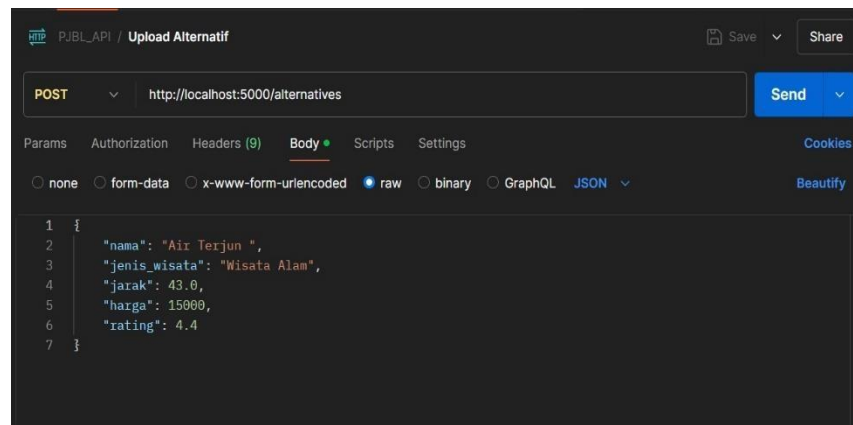 HTTP PJBL_API / Upload Alternatif Save Share
POST http://localhost:5000/alternatives Send
Params Authorization Headers (9) Body Scripts Settings Cookies
none form-data x-www-form-urlencoded raw binary GraphQL JSON Beautify
1 {
2 "nama": "Air Terjun ",
3 "jenis_wisata": "Wisata Alam",
4 "jarak": 43.0,
5 "harga": 15000,
6 "rating": 4.4
7 }